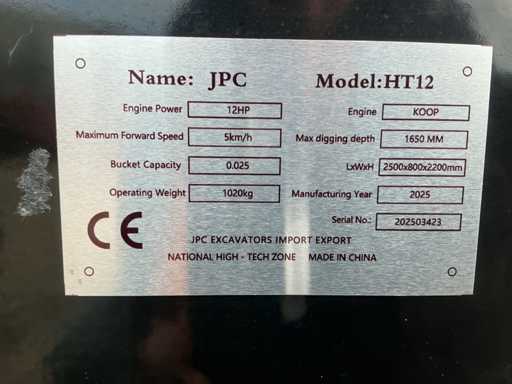 Name: JPC Model:HT12
Engine Power 12HP Engine KOOP
Maximum Forward Speed 5km/h Max digging depth 1650 MM
Bucket Capacity 0.025 LxWxH 2500x800x2200mm
Operating Weight 1020kg Manufacturing Year 2025
Serial No.: 202503423
CE
JPC EXCAVATORS IMPORT EXPORT
NATIONAL HIGH - TECH ZONE MADE IN CHINA